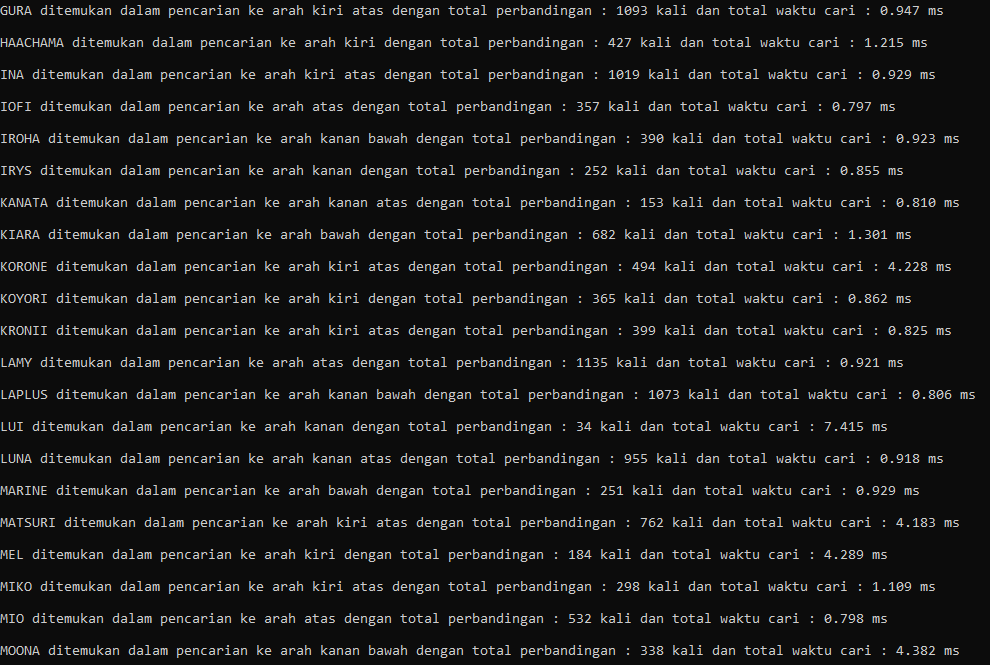 GURA ditemukan dalam pencarian ke arah kiri atas dengan total perbandingan : 1093 kali dan total waktu cari : 0.947 ms
HAACHAMA ditemukan dalam pencarian ke arah kiri dengan total perbandingan : 427 kali dan total waktu cari : 1.215 ms
INA ditemukan dalam pencarian ke arah kiri atas dengan total perbandingan : 1019 kali dan total waktu cari : 0.929 ms
IOFI ditemukan dalam pencarian ke arah atas dengan total perbandingan : 357 kali dan total waktu cari : 0.797 ms
IROHA ditemukan dalam pencarian ke arah kanan bawah dengan total perbandingan : 390 kali dan total waktu cari : 0.923 ms
IRYS ditemukan dalam pencarian ke arah kanan dengan total perbandingan : 252 kali dan total waktu cari : 0.855 ms
KANATA ditemukan dalam pencarian ke arah kanan atas dengan total perbandingan : 153 kali dan total waktu cari : 0.810 ms
KIARA ditemukan dalam pencarian ke arah bawah dengan total perbandingan : 682 kali dan total waktu cari : 1.301 ms
KORONE ditemukan dalam pencarian ke arah kiri atas dengan total perbandingan : 494 kali dan total waktu cari : 4.228 ms
KOYORI ditemukan dalam pencarian ke arah kiri dengan total perbandingan : 365 kali dan total waktu cari : 0.862 ms
KRONII ditemukan dalam pencarian ke arah kiri atas dengan total perbandingan : 399 kali dan total waktu cari : 0.825 ms
LAMY ditemukan dalam pencarian ke arah atas dengan total perbandingan : 1135 kali dan total waktu cari : 0.921 ms
LAPLUS ditemukan dalam pencarian ke arah kanan bawah dengan total perbandingan : 1073 kali dan total waktu cari : 0.806 ms
LUI ditemukan dalam pencarian ke arah kanan dengan total perbandingan : 34 kali dan total waktu cari : 7.415 ms
LUNA ditemukan dalam pencarian ke arah kanan atas dengan total perbandingan : 955 kali dan total waktu cari : 0.918 ms
MARINE ditemukan dalam pencarian ke arah bawah dengan total perbandingan : 251 kali dan total waktu cari : 0.929 ms
MATSURI ditemukan dalam pencarian ke arah kiri atas dengan total perbandingan : 762 kali dan total waktu cari : 4.183 ms
MEL ditemukan dalam pencarian ke arah kiri dengan total perbandingan : 184 kali dan total waktu cari : 4.289 ms
MIKO ditemukan dalam pencarian ke arah kiri atas dengan total perbandingan : 298 kali dan total waktu cari : 1.109 ms
MIO ditemukan dalam pencarian ke arah atas dengan total perbandingan : 532 kali dan total waktu cari : 0.798 ms
MOONA ditemukan dalam pencarian ke arah kanan bawah dengan total perbandingan : 338 kali dan total waktu cari : 4.382 ms